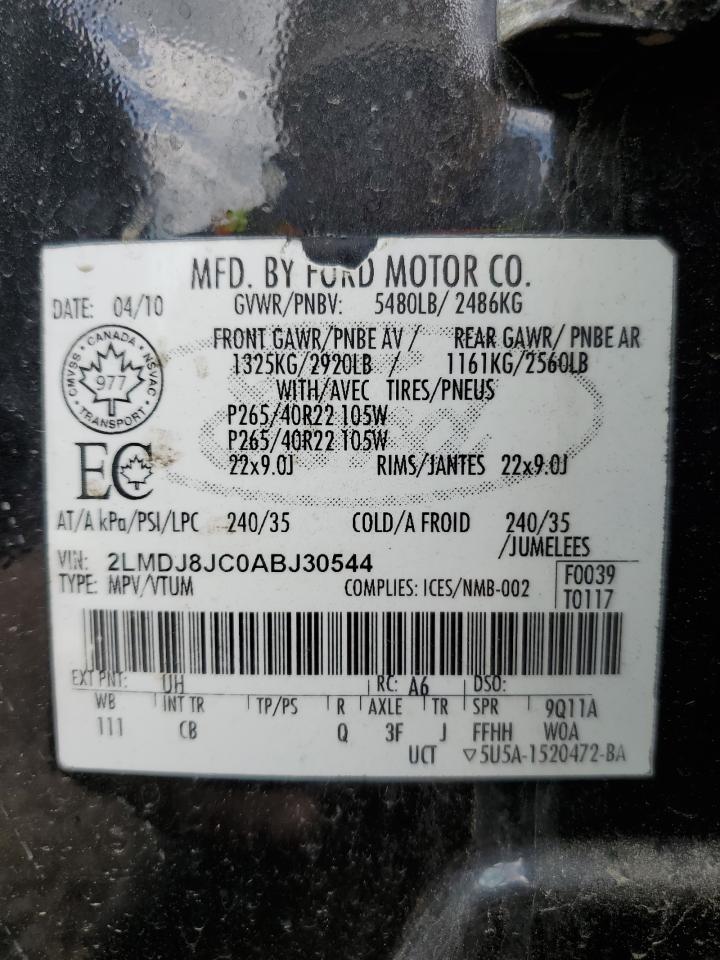 MFD. BY FORD MOTOR CO.
DATE: 04/10 GVWR/PNBV: 5480LB/ 2486KG
FRONT GAWR/PNBE AV / REAR GAWR/ PNBE AR
1325KG/2920LB / 1161KG/2560LB
WITH/AVEC TIRES/PNEUS
P265/40R22 105W
P265/40R22 105W
22x9.0J RIMS/JANTES 22x9.0J
CMVSS · CANADA · NSVAC
977
TRANSPORT
EC
AT/A kPa/PSI/LPC 240/35 COLD/A FROID 240/35
/JUMELEES
VIN: 2LMDJ8JC0ABJ30544
TYPE: MPV/VTUM COMPLIES: ICES/NMB-002
F0039
T0117
EXT PNT: UH RC: A6 DSO:
WB INT TR TP/PS R AXLE TR SPR 9Q11A
111 CB Q 3F J FFHH W0A
UCT ▽5U5A-1520472-BA